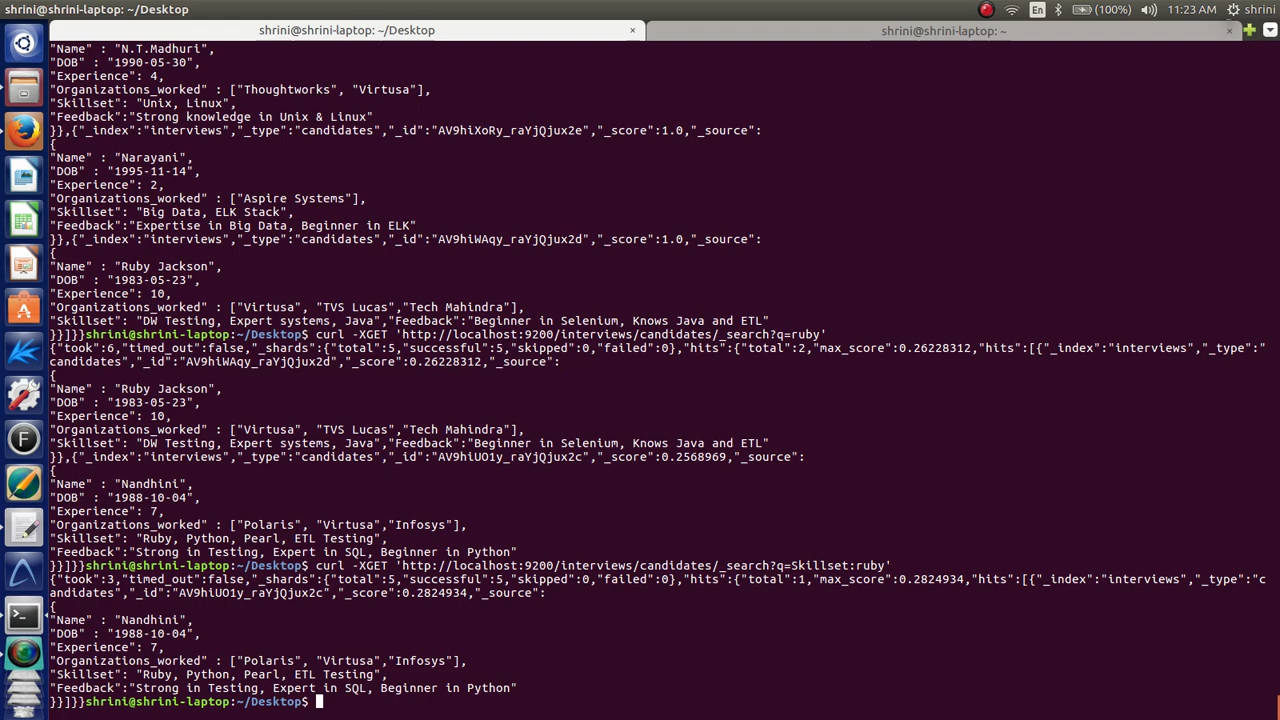 shrini@shrini-laptop: ~/Desktop
En
(100%)
11:23 AM
shrini
shrini@shrini-laptop: ~/Desktop ×
shrini@shrini-laptop: ~ ×
"Name" : "N.T.Madhuri",
"DOB" : "1990-05-30",
"Experience": 4,
"Organizations_worked" : ["Thoughtworks", "Virtusa"],
"Skillset": "Unix, Linux",
"Feedback":"Strong knowledge in Unix & Linux"
}},{"_index":"interviews","_type":"candidates","_id":"AV9hiXoRy_raYjQjux2e","_score":1.0,"_source":
{
"Name" : "Narayani",
"DOB" : "1995-11-14",
"Experience": 2,
"Organizations_worked" : ["Aspire Systems"],
"Skillset": "Big Data, ELK Stack",
"Feedback":"Expertise in Big Data, Beginner in ELK"
}},{"_index":"interviews","_type":"candidates","_id":"AV9hiWAqy_raYjQjux2d","_score":1.0,"_source":
{
"Name" : "Ruby Jackson",
"DOB" : "1983-05-23",
"Experience": 10,
"Organizations_worked" : ["Virtusa", "TVS Lucas","Tech Mahindra"],
"Skillset": "DW Testing, Expert systems, Java","Feedback":"Beginner in Selenium, Knows Java and ETL"
}}]}}shrini@shrini-laptop:~/Desktop$ curl -XGET 'http://localhost:9200/interviews/candidates/_search?q=ruby'
{"took":6,"timed_out":false,"_shards":{"total":5,"successful":5,"skipped":0,"failed":0},"hits":{"total":2,"max_score":0.26228312,"hits":[{"_index":"interviews","_type":"
candidates","_id":"AV9hiWAqy_raYjQjux2d","_score":0.26228312,"_source":
{
"Name" : "Ruby Jackson",
"DOB" : "1983-05-23",
"Experience": 10,
"Organizations_worked" : ["Virtusa", "TVS Lucas","Tech Mahindra"],
"Skillset": "DW Testing, Expert systems, Java","Feedback":"Beginner in Selenium, Knows Java and ETL"
}},{"_index":"interviews","_type":"candidates","_id":"AV9hiUO1y_raYjQjux2c","_score":0.2568969,"_source":
{
"Name" : "Nandhini",
"DOB" : "1988-10-04",
"Experience": 7,
"Organizations_worked" : ["Polaris", "Virtusa","Infosys"],
"Skillset": "Ruby, Python, Pearl, ETL Testing",
"Feedback":"Strong in Testing, Expert in SQL, Beginner in Python"
}}]}}shrini@shrini-laptop:~/Desktop$ curl -XGET 'http://localhost:9200/interviews/candidates/_search?q=Skillset:ruby'
{"took":3,"timed_out":false,"_shards":{"total":5,"successful":5,"skipped":0,"failed":0},"hits":{"total":1,"max_score":0.2824934,"hits":[{"_index":"interviews","_type":"c
andidates","_id":"AV9hiUO1y_raYjQjux2c","_score":0.2824934,"_source":
{
"Name" : "Nandhini",
"DOB" : "1988-10-04",
"Experience": 7,
"Organizations_worked" : ["Polaris", "Virtusa","Infosys"],
"Skillset": "Ruby, Python, Pearl, ETL Testing",
"Feedback":"Strong in Testing, Expert in SQL, Beginner in Python"
}}]}}shrini@shrini-laptop:~/Desktop$